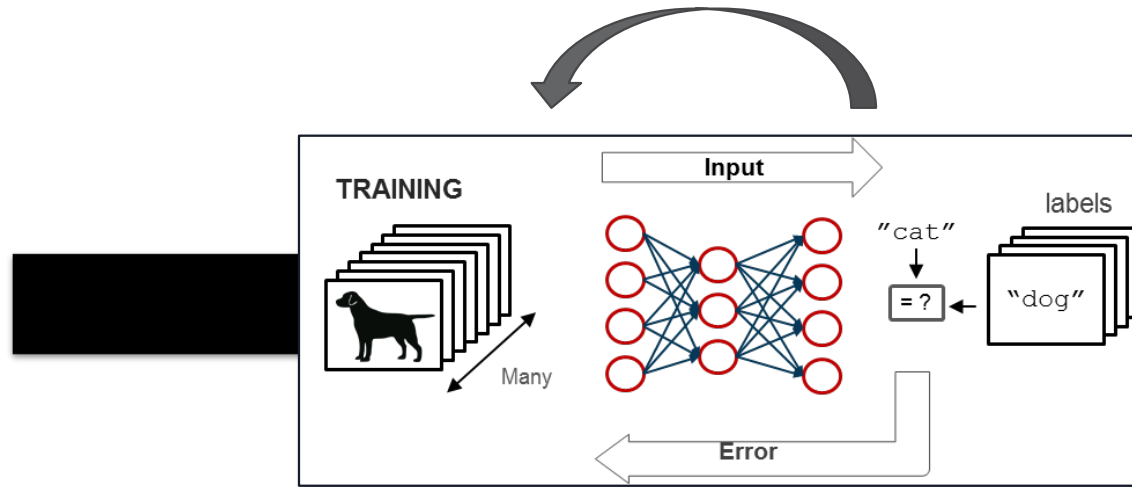 Input
TRAINING
labels
”cat”
= ?
“dog”
Many
Error